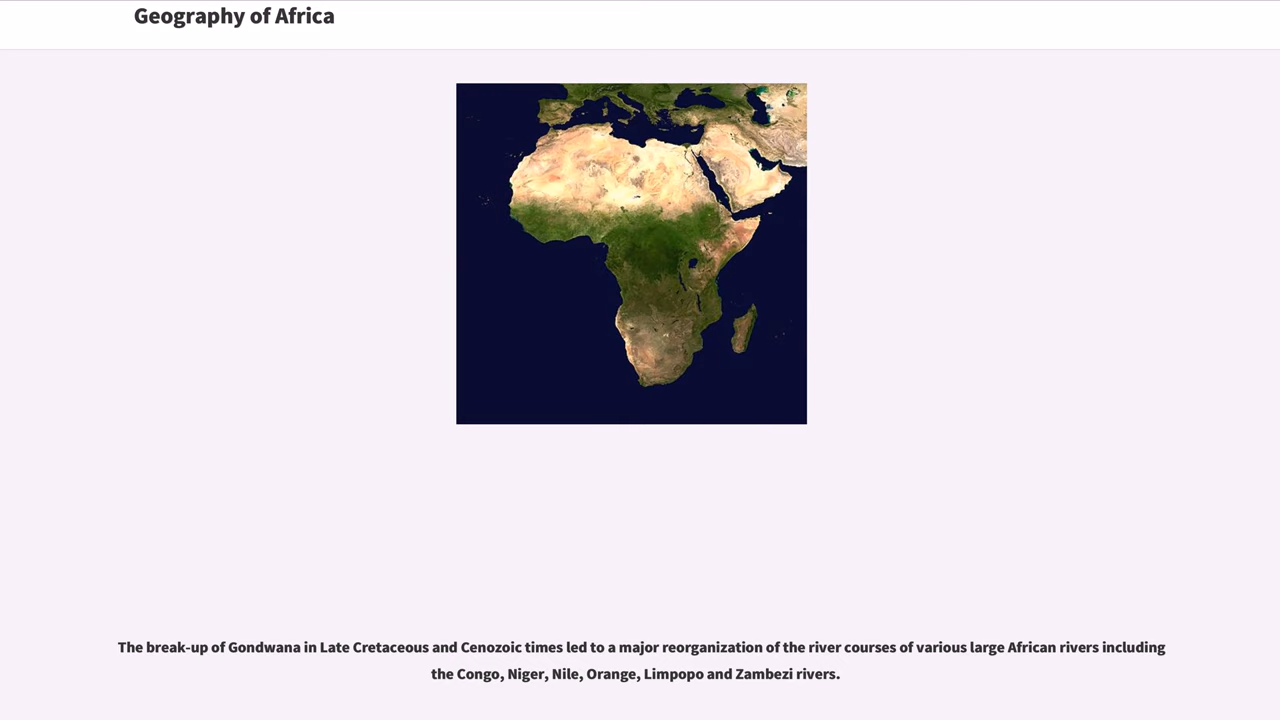 Geography of Africa
The break-up of Gondwana in Late Cretaceous and Cenozoic times led to a major reorganization of the river courses of various large African rivers including
the Congo, Niger, Nile, Orange, Limpopo and Zambezi rivers.